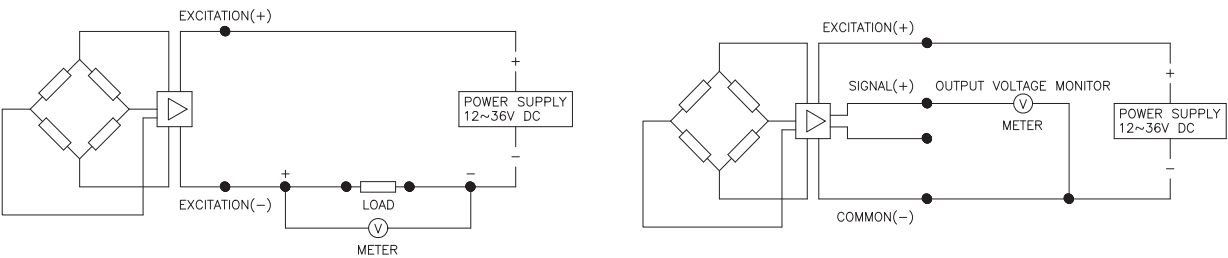 EXCITATION(+)
+
POWER SUPPLY
12~36V DC
−
+
−
EXCITATION(−)
LOAD
V
METER
EXCITATION(+)
+
SIGNAL(+)
OUTPUT VOLTAGE MONITOR
V
METER
POWER SUPPLY
12~36V DC
−
COMMON(−)